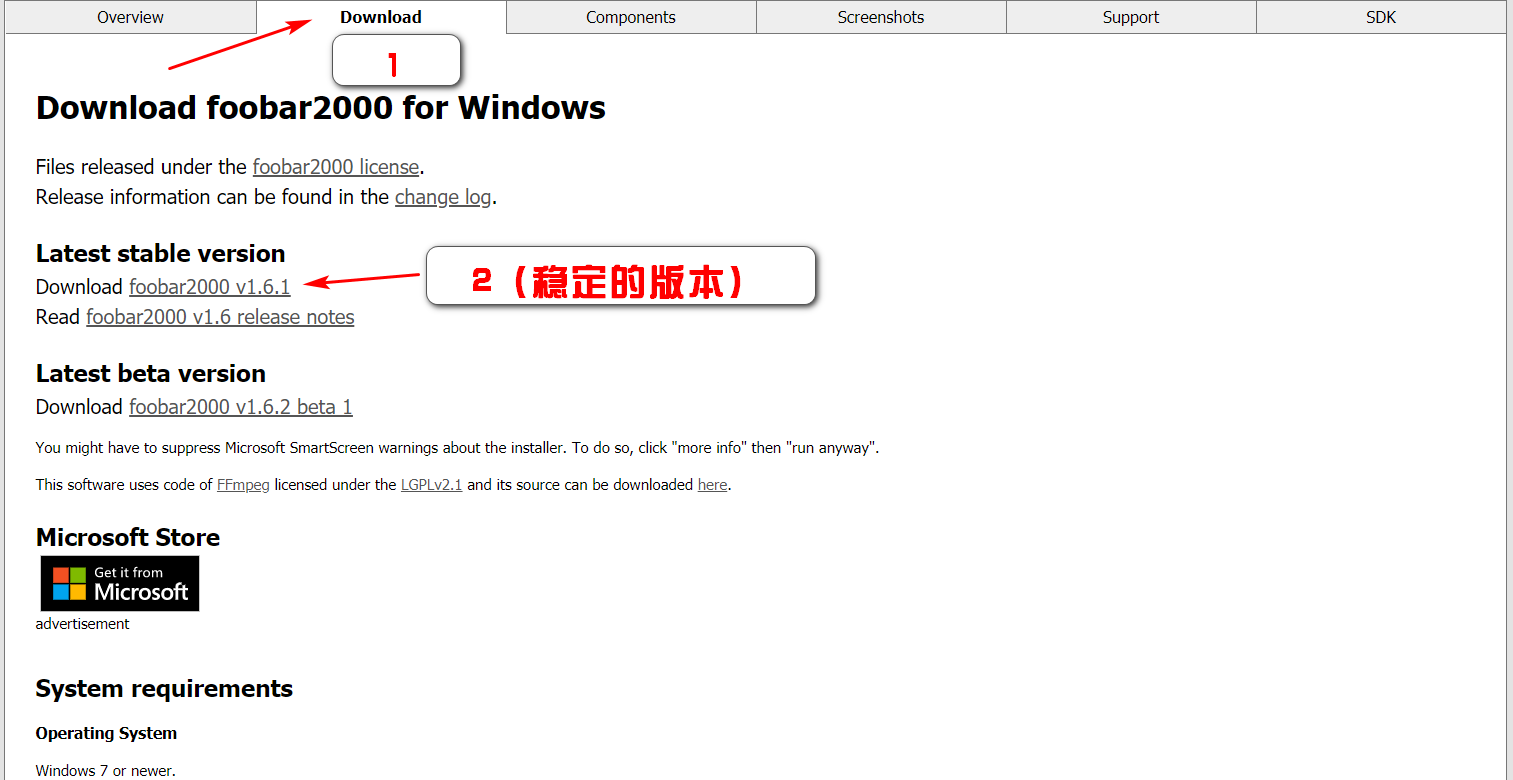 Overview Download Components Screenshots Support SDK
1
Download foobar2000 for Windows
Files released under the foobar2000 license.
Release information can be found in the change log.
Latest stable version
Download foobar2000 v1.6.1
2（稳定的版本）
Read foobar2000 v1.6 release notes
Latest beta version
Download foobar2000 v1.6.2 beta 1
You might have to suppress Microsoft SmartScreen warnings about the installer. To do so, click "more info" then "run anyway".
This software uses code of FFmpeg licensed under the LGPLv2.1 and its source can be downloaded here.
Microsoft Store
Get it from
Microsoft
advertisement
System requirements
Operating System
Windows 7 or newer.